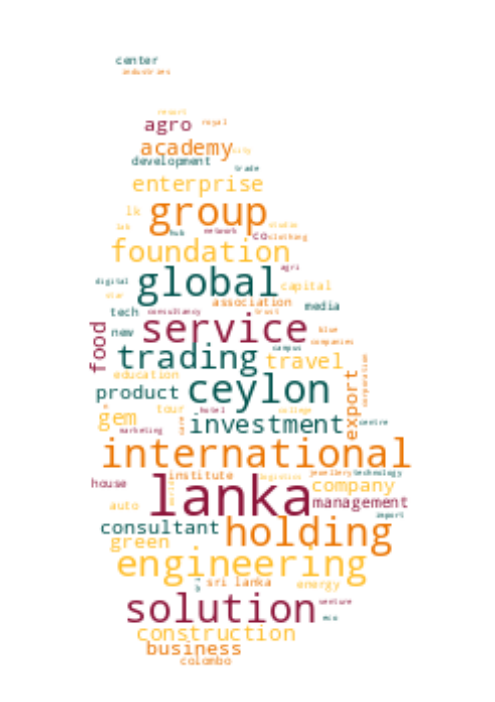 center
industries
resort
agro royal
academy city
development
trade
enterprise
lk group
lab hub network studio
co clothing
foundation
agri
digital global capital
star association
tech consultancy trust media
food new service blue
companies
trading campus travel
education corporation
product ceylon export
tour hotel college
gem care investment centre
marketing
international
institute logistics jewellery technology
house lanka company
auto management
import
consultant holding
green
engineering
sri lanka energy
solution venture
eco
construction
business
colombo